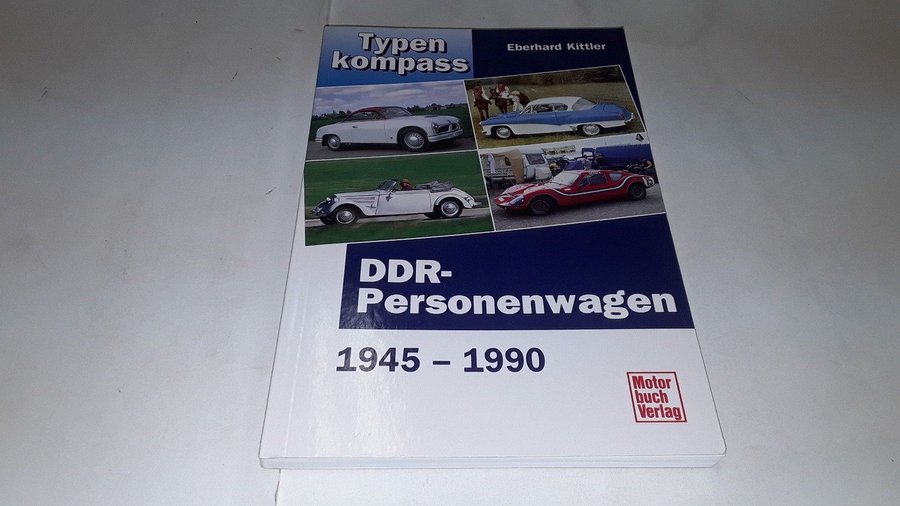 Typen
kompass
Eberhard Kittler
DDR-
Personenwagen
1945 – 1990
Motor
buch
Verlag